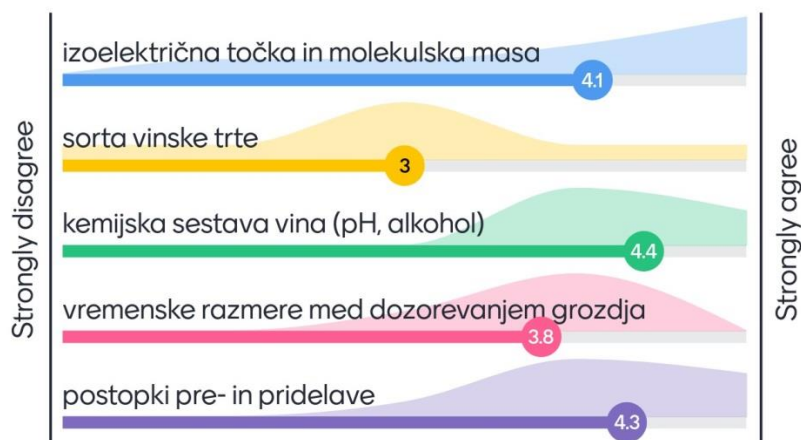 Strongly disagree
izoelektrična točka in molekulska masa
4.1
sorta vinske trte
3
kemijska sestava vina (pH, alkohol)
4.4
vremenske razmere med dozorevanjem grozdja
3.8
postopki pre- in pridelave
4.3
Strongly agree